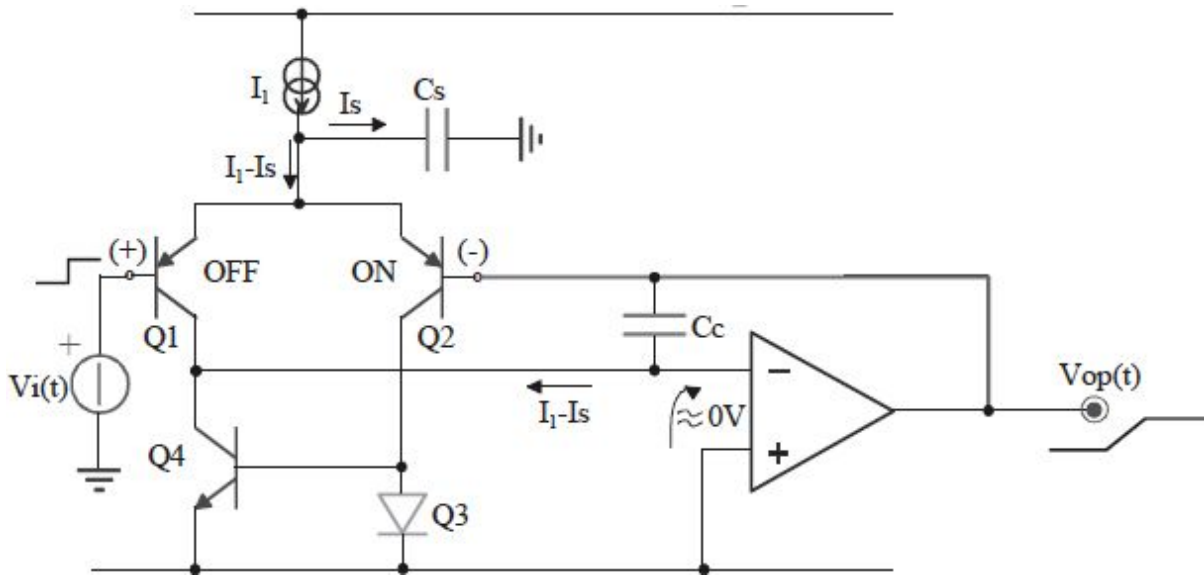 I₁
Is
Cs
I₁-Is
(+)
OFF
ON
(-)
Q1
Q2
Cc
+
Vi(t)
I₁-Is
≈0V
−
+
Vop(t)
Q4
Q3